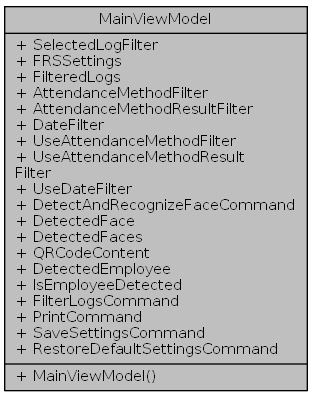 MainViewModel
+ SelectedLogFilter
+ FRSSettings
+ FilteredLogs
+ AttendanceMethodFilter
+ AttendanceMethodResultFilter
+ DateFilter
+ UseAttendanceMethodFilter
+ UseAttendanceMethodResult
Filter
+ UseDateFilter
+ DetectAndRecognizeFaceCommand
+ DetectedFace
+ DetectedFaces
+ QRCodeContent
+ DetectedEmployee
+ IsEmployeeDetected
+ FilterLogsCommand
+ PrintCommand
+ SaveSettingsCommand
+ RestoreDefaultSettingsCommand
+ MainViewModel()